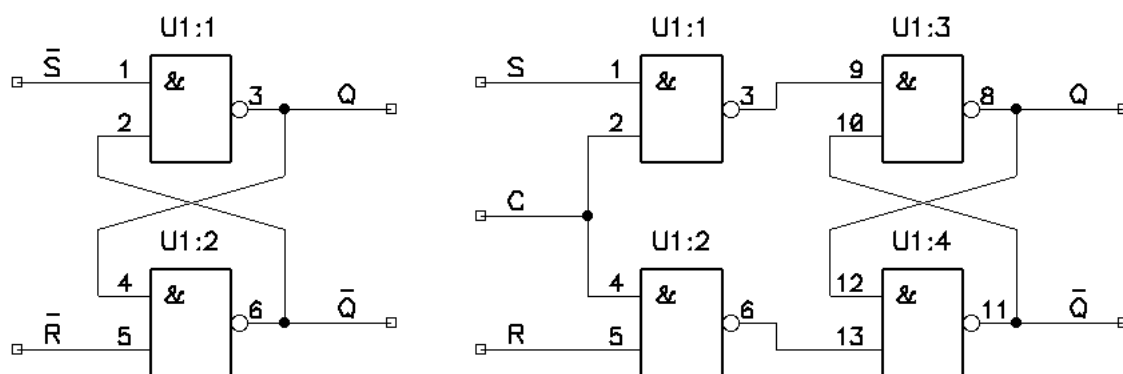 U1:1 U1:1 U1:3
S̅ 1 & S 1 & 9 &
3 Q 3 8 Q
2 2 10
C
U1:2 U1:2 U1:4
4 & 4 & 12 &
R̅ 5 6 Q̅ R 5 6 13 11 Q̅